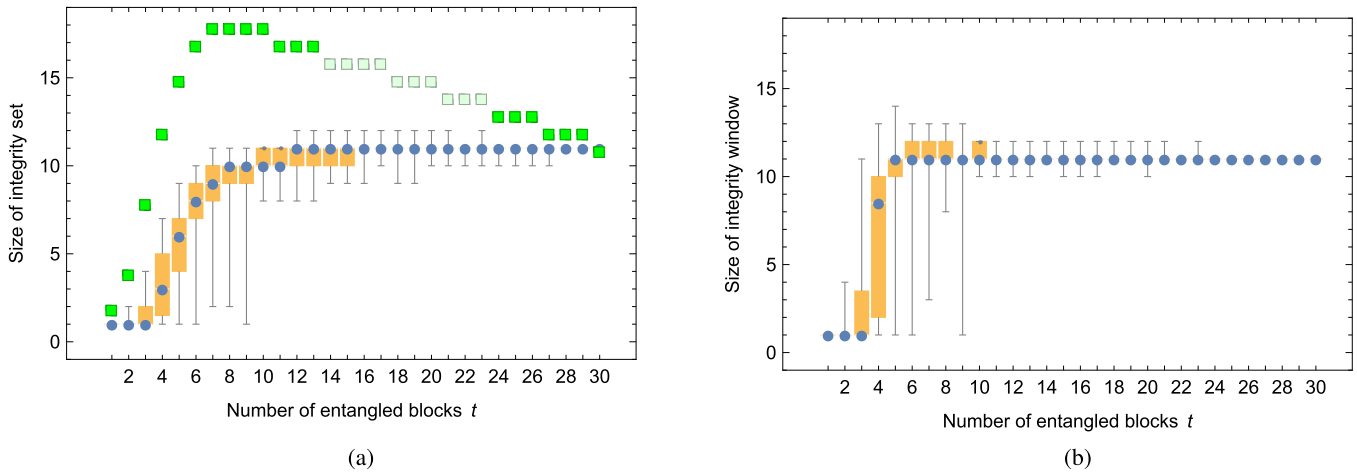 15
10
5
0
Size of integrity set
2 4 6 8 10 12 14 16 18 20 22 24 26 28 30
Number of entangled blocks t
(a)
15
10
5
0
Size of integrity window
2 4 6 8 10 12 14 16 18 20 22 24 26 28 30
Number of entangled blocks t
(b)